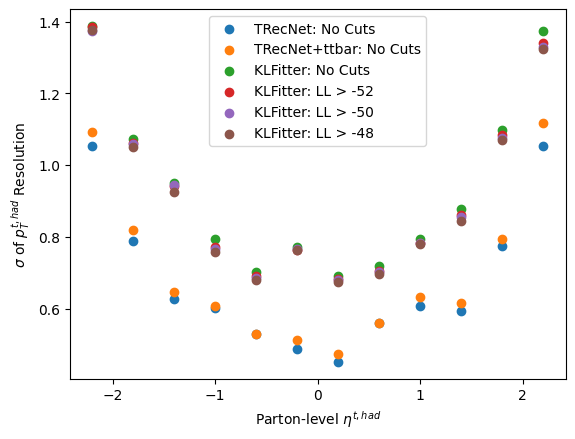 TRecNet: No Cuts
TRecNet+ttbar: No Cuts
KLFitter: No Cuts
KLFitter: LL > -52
KLFitter: LL > -50
KLFitter: LL > -48
1.4
1.2
1.0
0.8
0.6
σ of p_T^{t,had} Resolution
−2
−1
0
1
2
Parton-level η^{t,had}